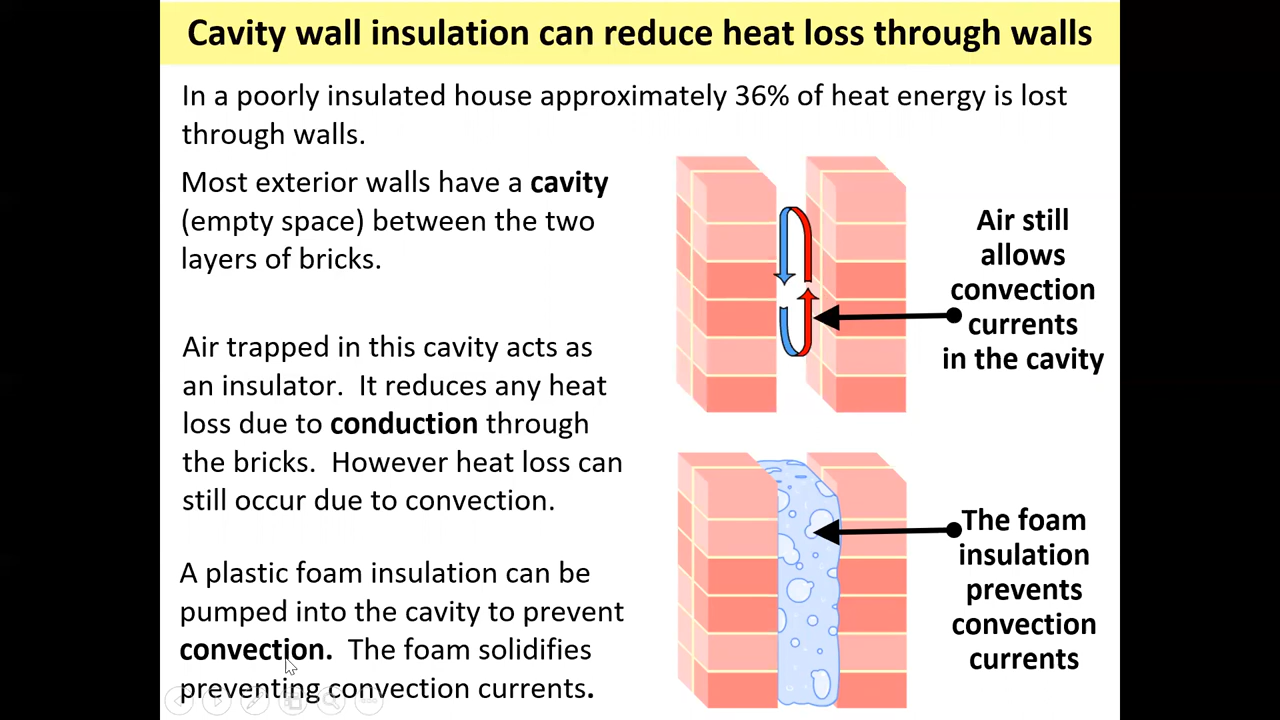 Cavity wall insulation can reduce heat loss through walls
In a poorly insulated house approximately 36% of heat energy is lost
through walls.
Most exterior walls have a cavity
(empty space) between the two
layers of bricks.
Air trapped in this cavity acts as
an insulator. It reduces any heat
loss due to conduction through
the bricks. However heat loss can
still occur due to convection.
A plastic foam insulation can be
pumped into the cavity to prevent
convection. The foam solidifies
preventing convection currents.
Air still
allows
convection
currents
in the cavity
The foam
insulation
prevents
convection
currents